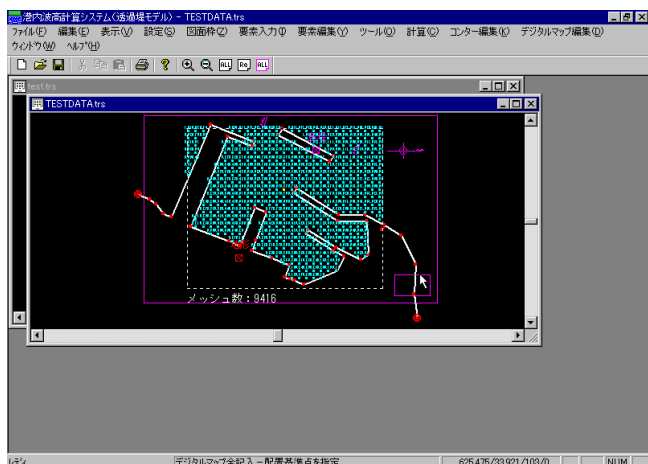 港内波高計算システム(透過堤モデル) - TESTDATA.trs
ファイル(F) 編集(E) 表示(V) 設定(S) 図面枠(Z) 要素入力(I) 要素編集(Y) ツール(Q) 計算(C) コンター編集(K) デジタルマップ編集(D)
ウィンドウ(W) ヘルプ(H)
ALL Re ALL
test.trs
TESTDATA.trs
メッシュ数：9416
レディ デジタルマップ全記入 - 配置基準点を指定 625.475/33.921/103/0 NUM